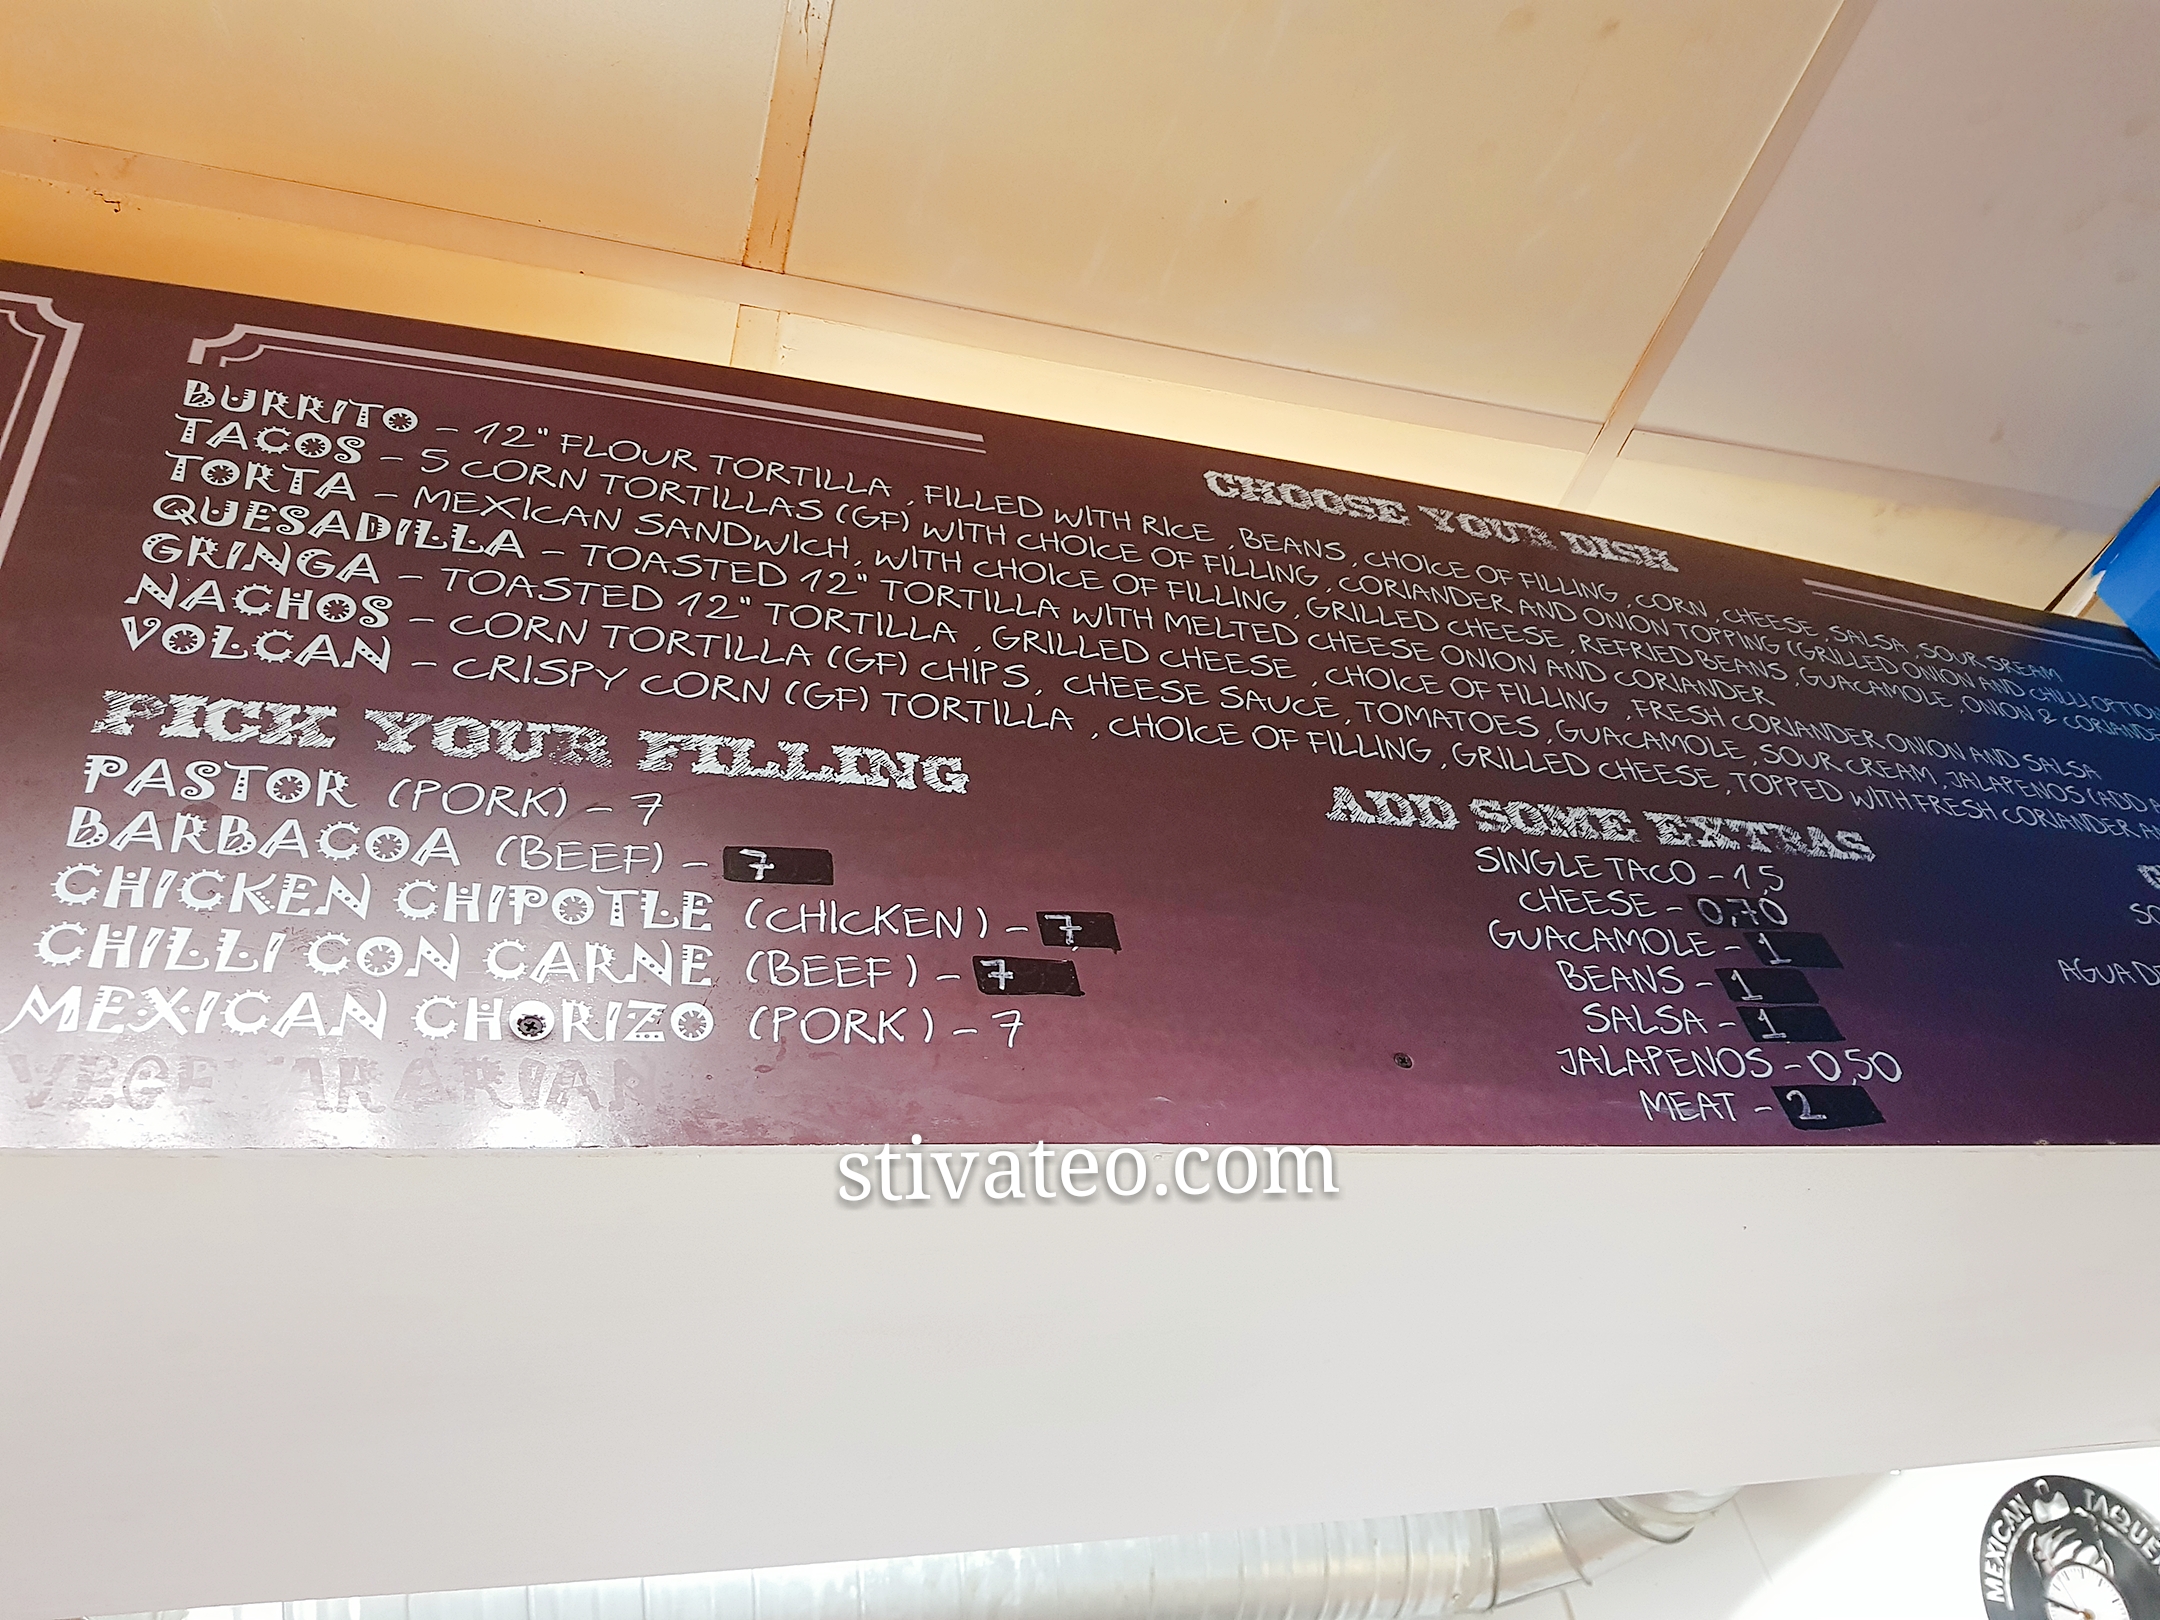 CHOOSE YOUR DISH
BURRITO - 12" FLOUR TORTILLA , FILLED WITH RICE , BEANS, CHOICE OF FILLING , CORN , CHEESE , SALSA , SOUR SREAM
TACOS - 5 CORN TORTILLAS (GF) WITH CHOICE OF FILLING , CORIANDER AND ONION TOPPING (GRILLED ONION AND CHILLI OPTION
TORTA - MEXICAN SANDWICH, WITH CHOICE OF FILLING , GRILLED CHEESE , REFRIED BEANS , GUACAMOLE , ONION & CORIANDE
QUESADILLA - TOASTED 12" TORTILLA WITH MELTED CHEESE ONION AND CORIANDER
GRINGA - TOASTED 12" TORTILLA , GRILLED CHEESE , CHOICE OF FILLING , FRESH CORIANDER ONION AND SALSA
NACHOS - CORN TORTILLA (GF) CHIPS, CHEESE SAUCE, TOMATOES, GUACAMOLE, SOUR CREAM, JALAPENOS (ADD
VOLCAN - CRISPY CORN (GF) TORTILLA , CHOICE OF FILLING , GRILLED CHEESE , TOPPED WITH FRESH CORIANDER
PICK YOUR FILLING
PASTOR (PORK) - 7
BARBACOA (BEEF) - 7
CHICKEN CHIPOTLE (CHICKEN) - 7
CHILLI CON CARNE (BEEF) - 7
MEXICAN CHORIZO (PORK) - 7
ADD SOME EXTRAS
SINGLE TACO - 1,5
CHEESE - 0,70
GUACAMOLE - 1
BEANS - 1
SALSA - 1
JALAPENOS - 0,50
MEAT - 2
AGUA DE
stivateo.com
MEXICAN TAQUE